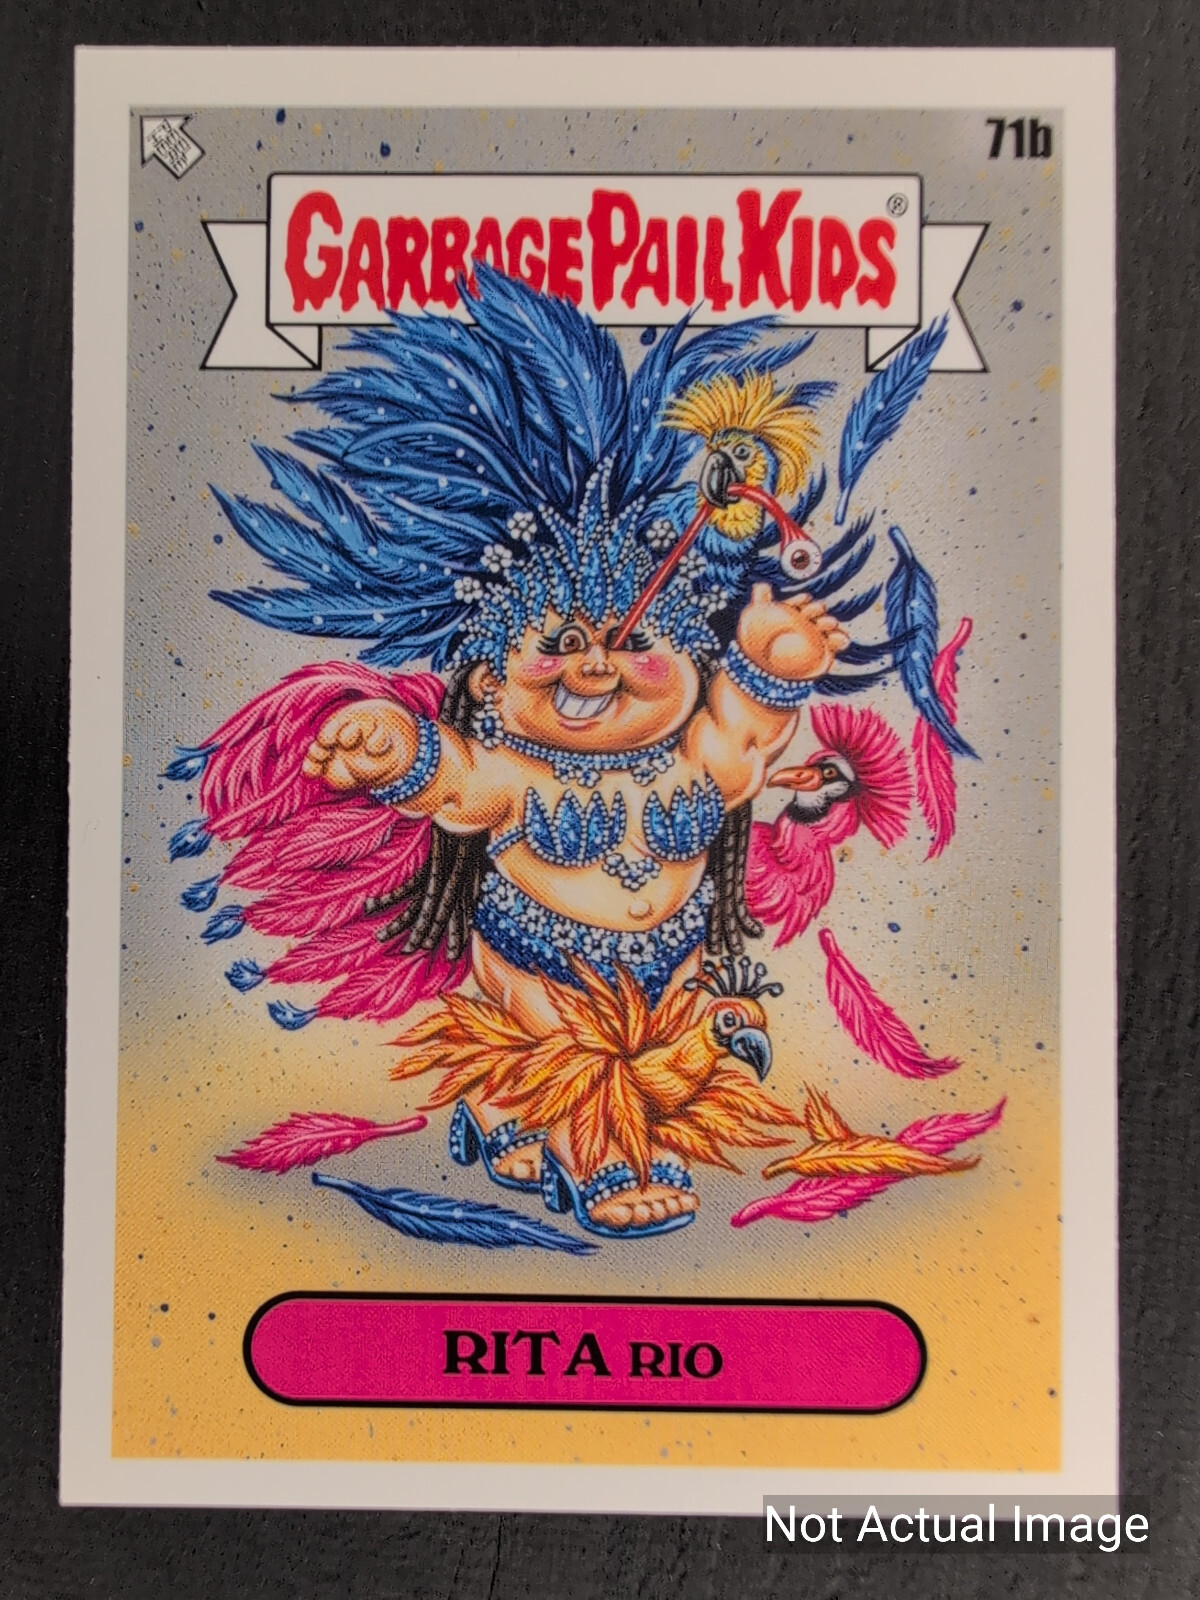 71b
GARBAGE PAIL KIDS®
RITA RIO
Not Actual Image